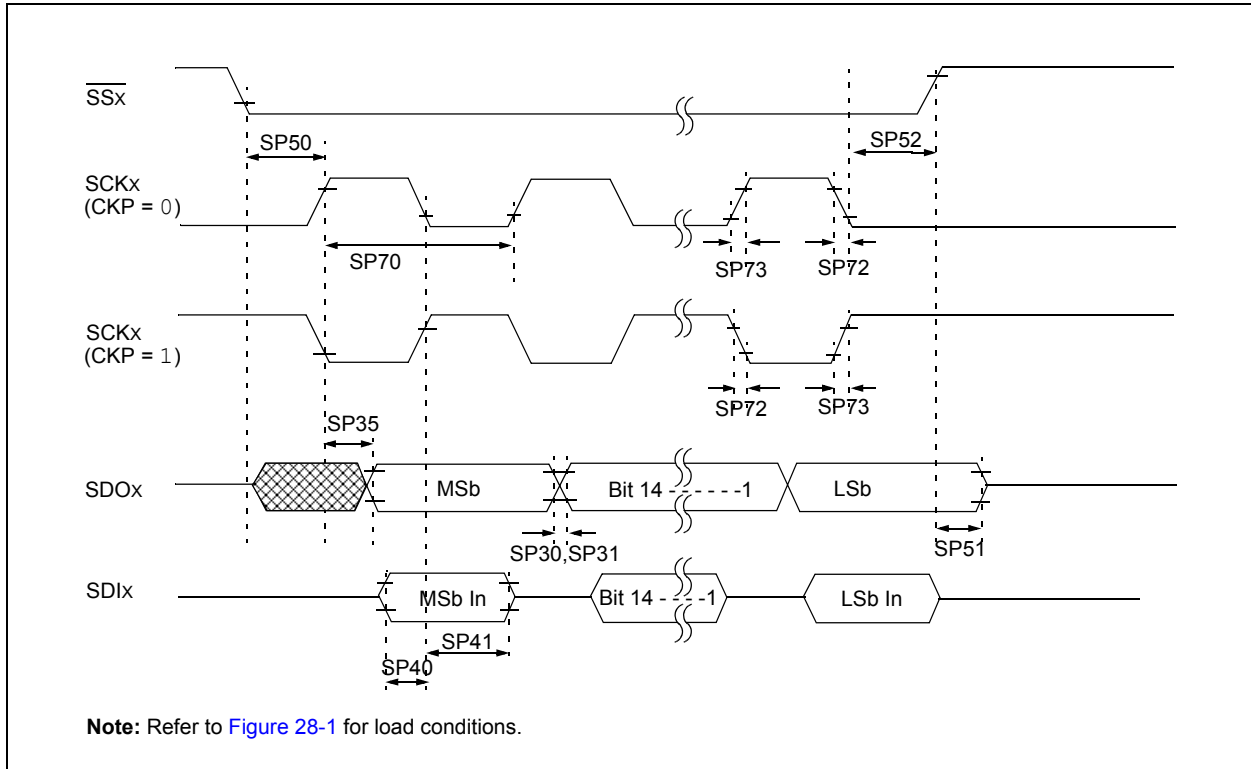 SSx
SP50
SP52
SCKx
(CKP = 0)
SP70
SP73
SP72
SCKx
(CKP = 1)
SP72
SP73
SP35
SDOx
MSb
Bit 14 - - - - - -1
LSb
SP30,SP31
SP51
SDIx
MSb In
Bit 14 - - - -1
LSb In
SP41
SP40
Note: Refer to Figure 28-1 for load conditions.